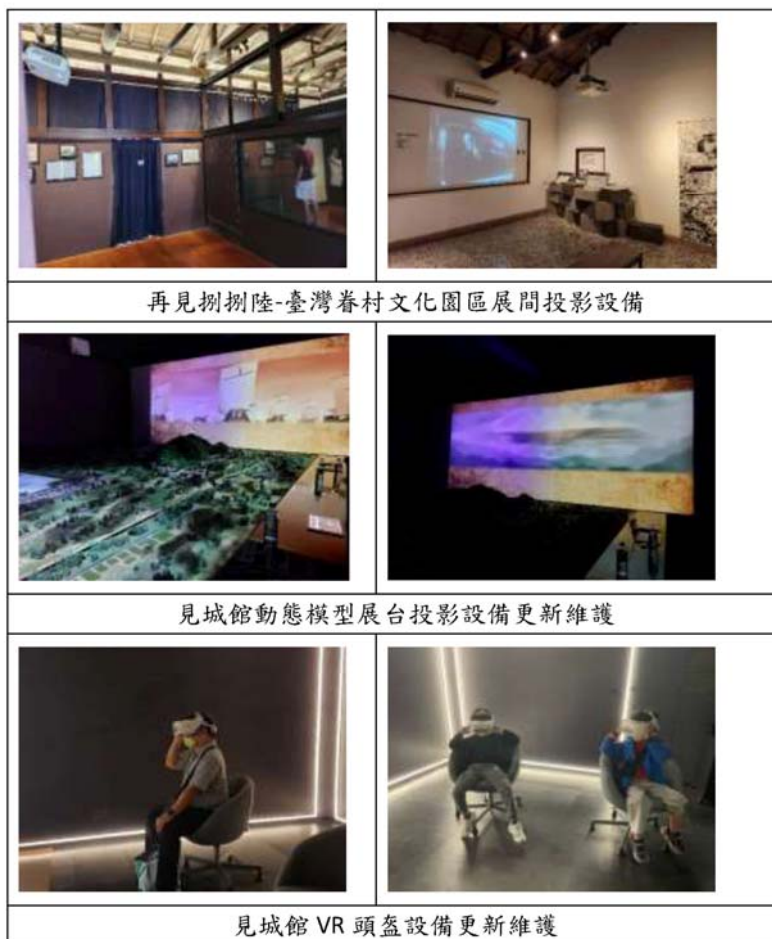 再見捌捌陸-臺灣眷村文化園區展間投影設備
見城館動態模型展台投影設備更新維護
見城館 VR 頭盔設備更新維護